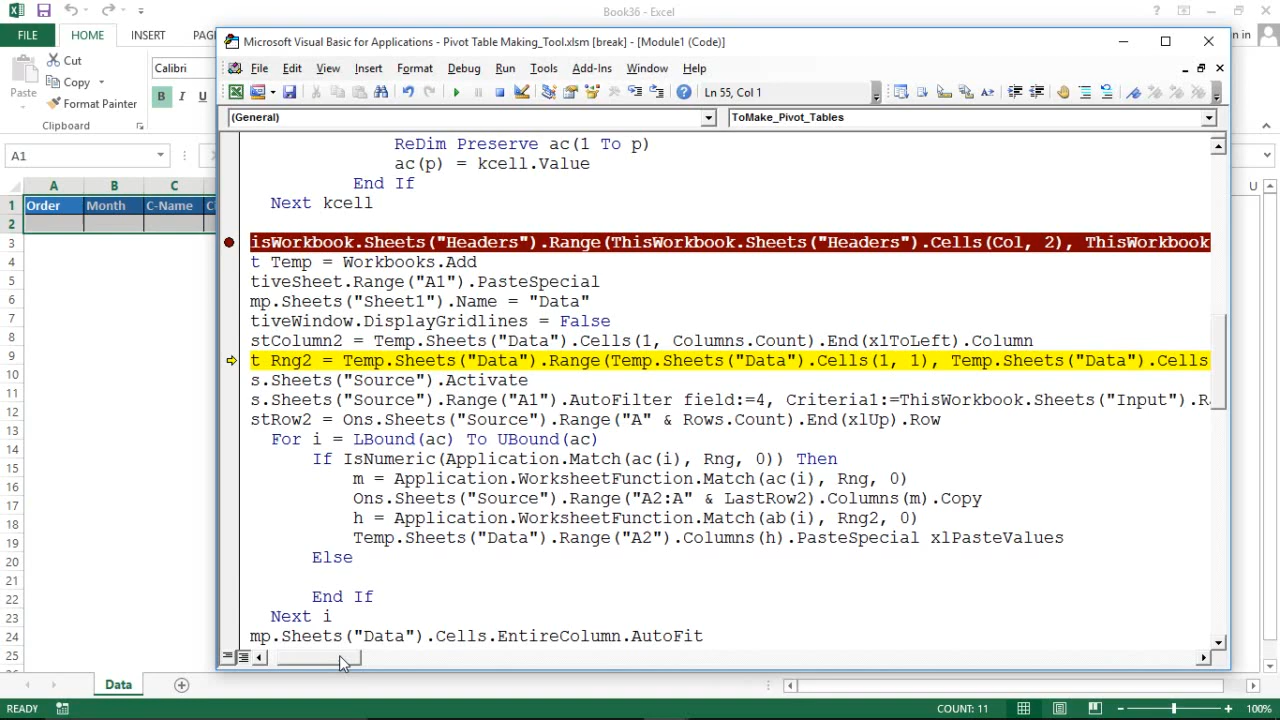 Book36 - Excel
FILE
HOME
INSERT
Cut
Copy
Format Painter
Paste
Clipboard
Calibri
B I U
A1
A B C U
Order Month C-Name
1
2
3
4
5
6
7
8
9
10
11
12
13
14
15
16
17
18
19
20
21
22
23
24
25
Microsoft Visual Basic for Applications - Pivot Table Making_Tool.xlsm [break] - [Module1 (Code)]
File Edit View Insert Format Debug Run Tools Add-Ins Window Help
Ln 55, Col 1
(General)
ToMake_Pivot_Tables
ReDim Preserve ac(1 To p)
ac(p) = kcell.Value
End If
Next kcell
isWorkbook.Sheets("Headers").Range(ThisWorkbook.Sheets("Headers").Cells(Col, 2), ThisWorkbook
t Temp = Workbooks.Add
tiveSheet.Range("A1").PasteSpecial
mp.Sheets("Sheet1").Name = "Data"
tiveWindow.DisplayGridlines = False
stColumn2 = Temp.Sheets("Data").Cells(1, Columns.Count).End(xlToLeft).Column
t Rng2 = Temp.Sheets("Data").Range(Temp.Sheets("Data").Cells(1, 1), Temp.Sheets("Data").Cells
s.Sheets("Source").Activate
s.Sheets("Source").Range("A1").AutoFilter field:=4, Criteria1:=ThisWorkbook.Sheets("Input").R
stRow2 = Ons.Sheets("Source").Range("A" & Rows.Count).End(xlUp).Row
For i = LBound(ac) To UBound(ac)
If IsNumeric(Application.Match(ac(i), Rng, 0)) Then
m = Application.WorksheetFunction.Match(ac(i), Rng, 0)
Ons.Sheets("Source").Range("A2:A" & LastRow2).Columns(m).Copy
h = Application.WorksheetFunction.Match(ab(i), Rng2, 0)
Temp.Sheets("Data").Range("A2").Columns(h).PasteSpecial xlPasteValues
Else
End If
Next i
mp.Sheets("Data").Cells.EntireColumn.AutoFit
Data
READY
COUNT: 11
100%